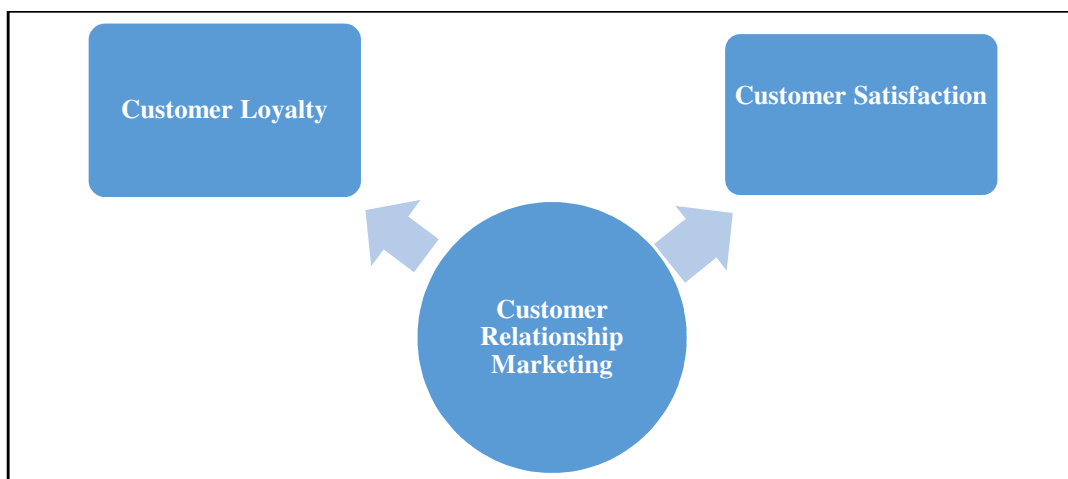 Customer Loyalty
Customer Satisfaction
Customer
Relationship
Marketing